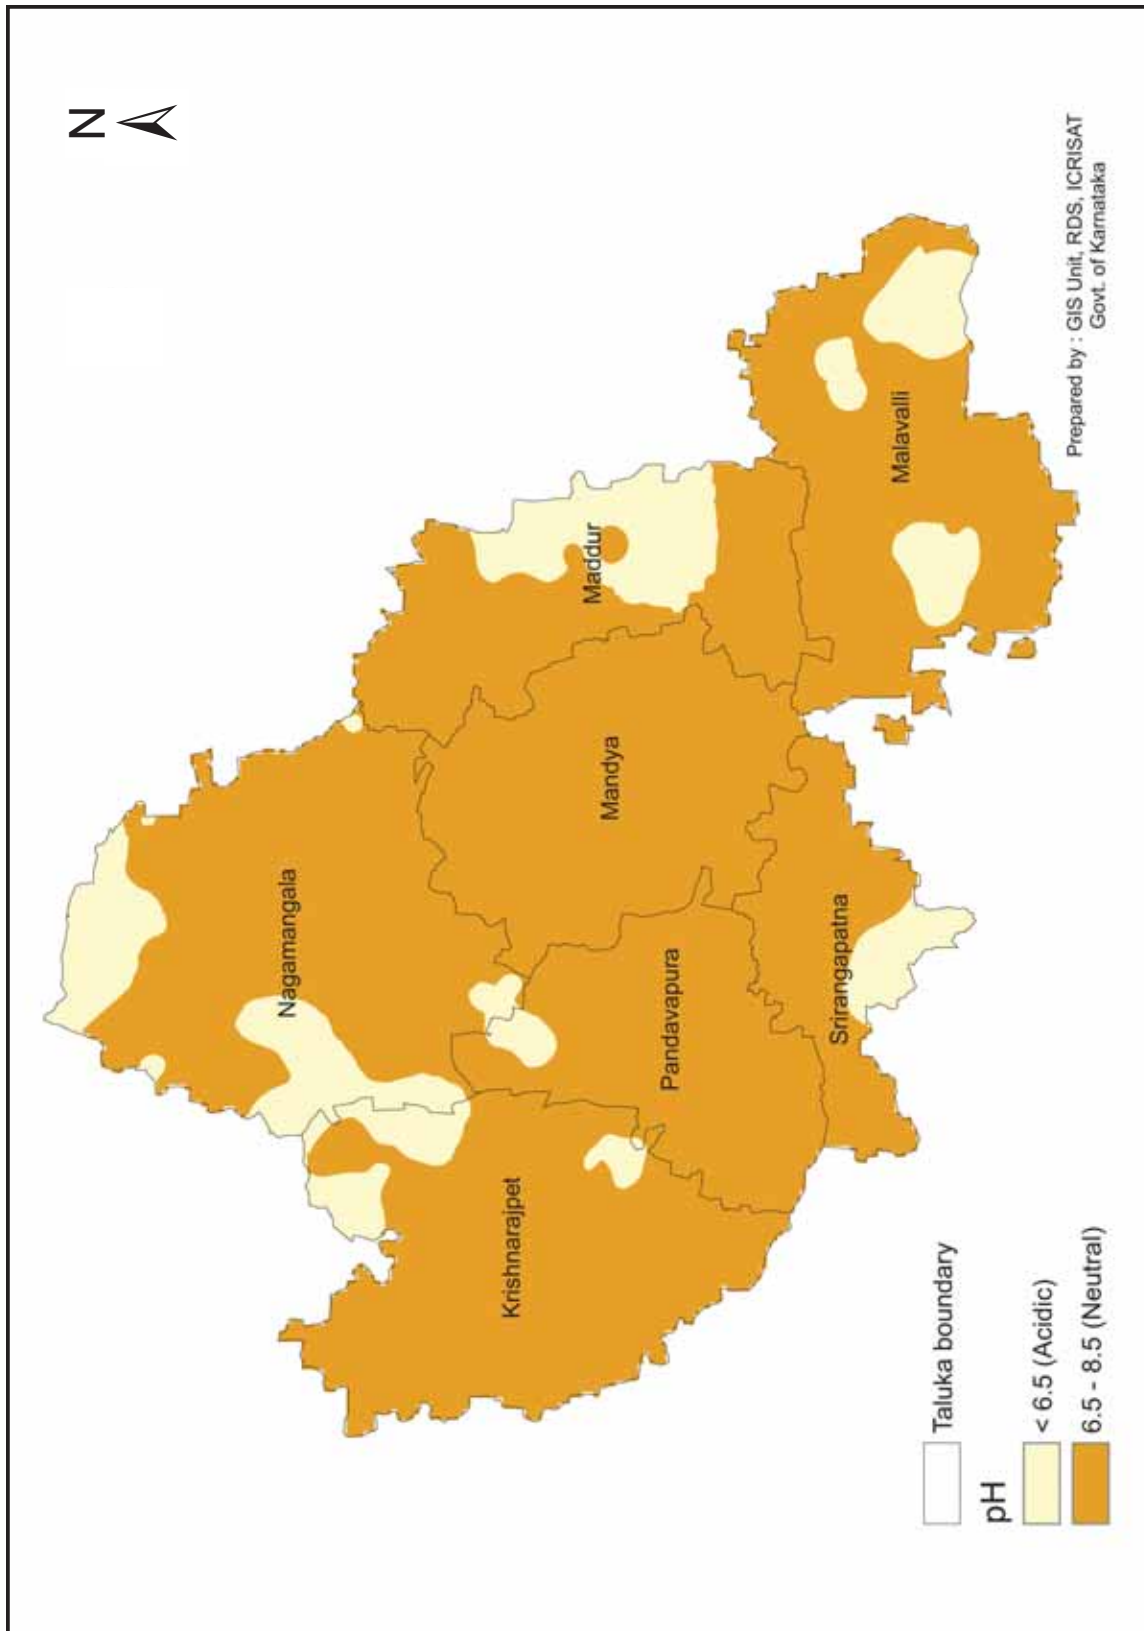 N
Nagamangala
Maddur
Krishnarajpet
Mandya
Pandavapura
Malavalli
Srirangapatna
Taluka boundary
pH
< 6.5 (Acidic)
6.5 - 8.5 (Neutral)
Prepared by : GIS Unit, RDS, ICRISAT
Govt. of Karnataka